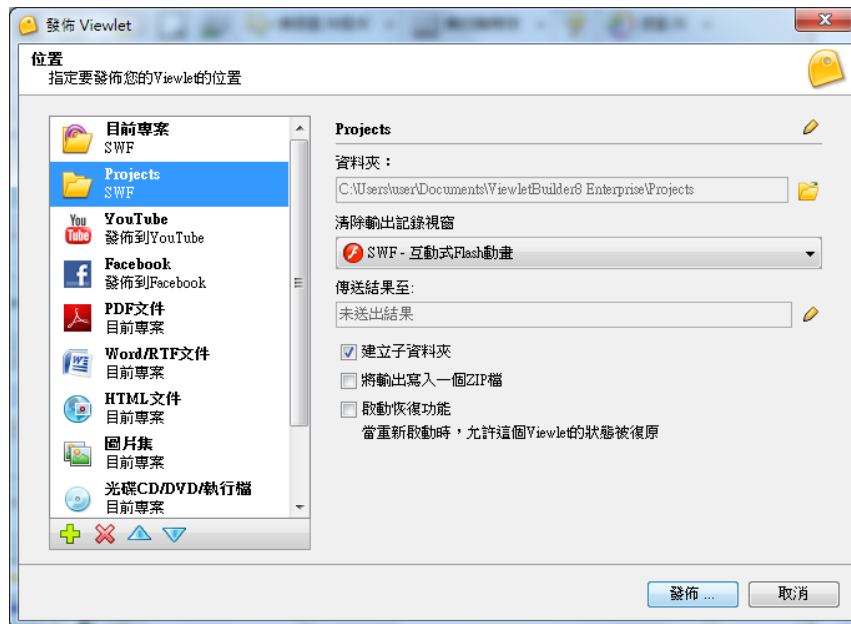 發佈 Viewlet
位置
指定要發佈您的Viewlet的位置
目前專案
SWF
Projects
SWF
YouTube
發佈到YouTube
Facebook
發佈到Facebook
PDF文件
目前專案
Word/RTF文件
目前專案
HTML文件
目前專案
圖片集
目前專案
光碟CD/DVD/執行檔
目前專案
Projects
資料夾：
C:\Users\user\Documents\ViewletBuilder8 Enterprise\Projects
清除輸出記錄視窗
SWF - 互動式Flash動畫
傳送結果至:
未送出結果
建立子資料夾
將輸出寫入一個ZIP檔
啟動恢復功能
當重新啟動時，允許這個Viewlet的狀態被復原
發佈 ...
取消